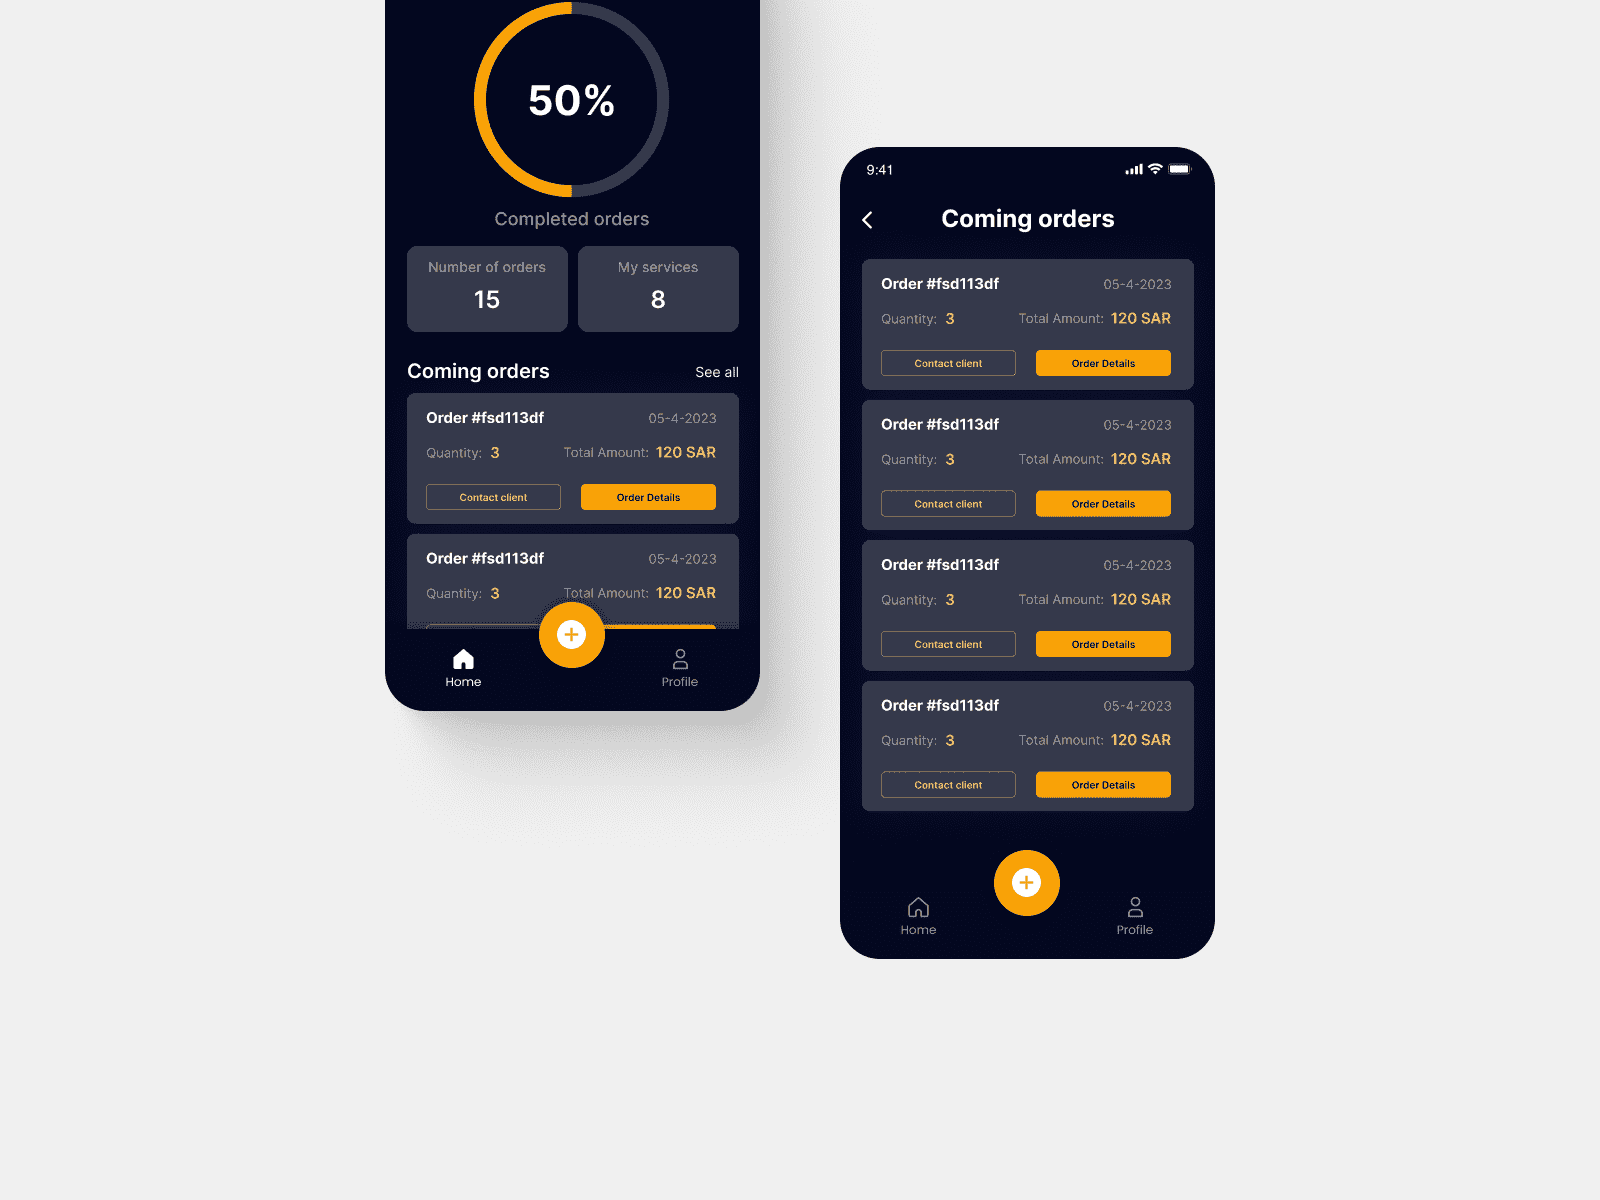 50%
Completed orders
Number of orders
15
My services
8
Coming orders
See all
Order #fsd113df
05-4-2023
Quantity: 3
Total Amount: 120 SAR
Contact client
Order Details
Order #fsd113df
05-4-2023
Quantity: 3
Total Amount: 120 SAR
Home
Profile
9:41
Coming orders
Order #fsd113df
05-4-2023
Quantity: 3
Total Amount: 120 SAR
Contact client
Order Details
Order #fsd113df
05-4-2023
Quantity: 3
Total Amount: 120 SAR
Contact client
Order Details
Order #fsd113df
05-4-2023
Quantity: 3
Total Amount: 120 SAR
Contact client
Order Details
Order #fsd113df
05-4-2023
Quantity: 3
Total Amount: 120 SAR
Contact client
Order Details
Home
Profile